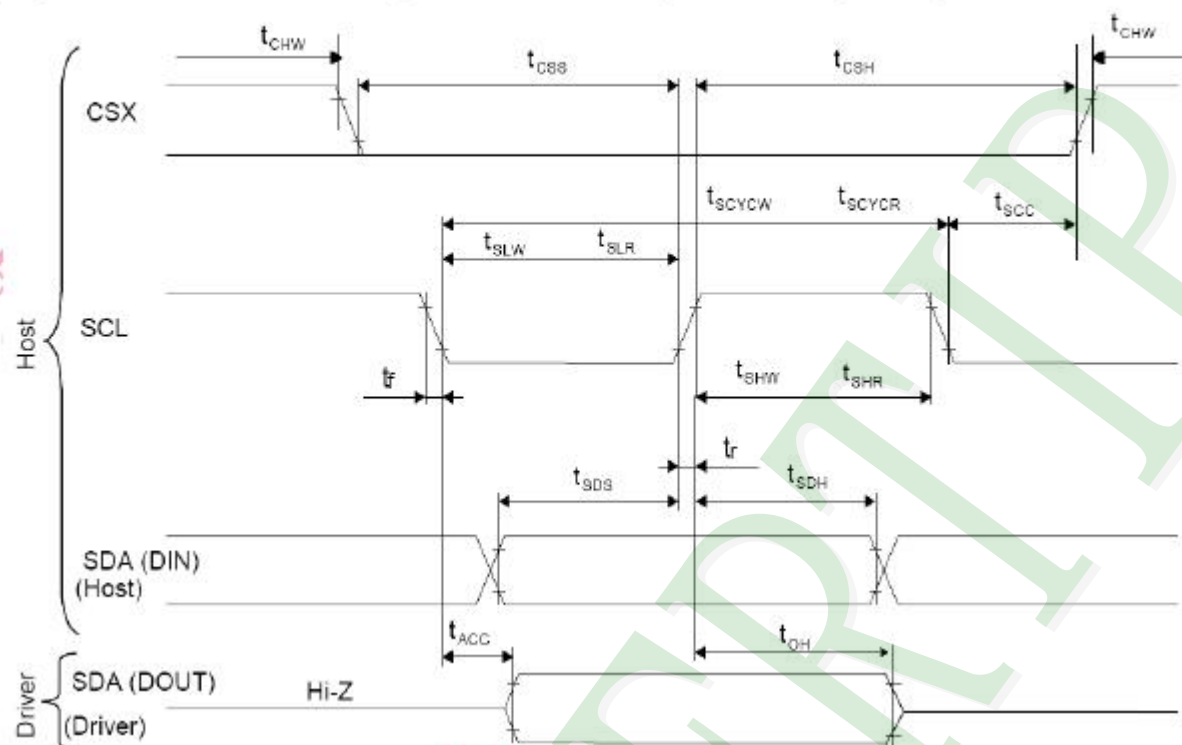 tCHW
tCHW
tCSS
tCSH
CSX
tSCYCW
tSCYCR
tSCC
tSLW
tSLR
Host
SCL
tf
tSHW
tSHR
tr
tSDS
tSDH
SDA (DIN)
(Host)
tACC
tOH
Driver
SDA (DOUT)
Hi-Z
(Driver)